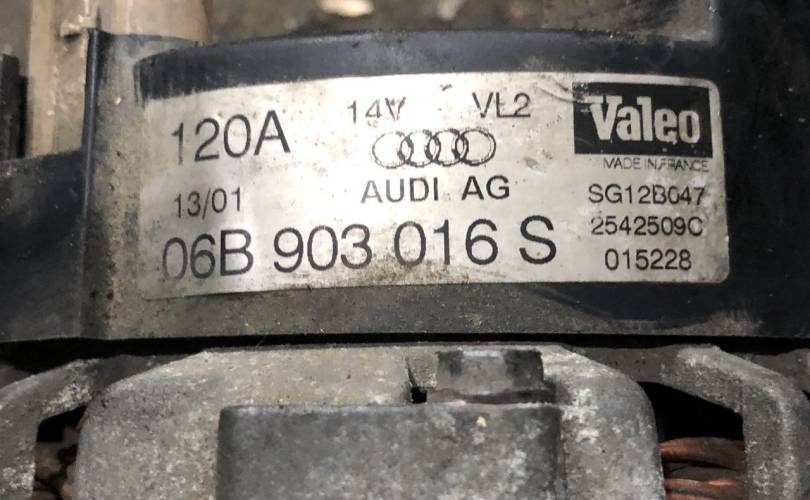 120A 14V VL2
Valeo
MADE IN FRANCE
13/01 AUDI AG
SG12B047
06B 903 016 S
2542509C
015228